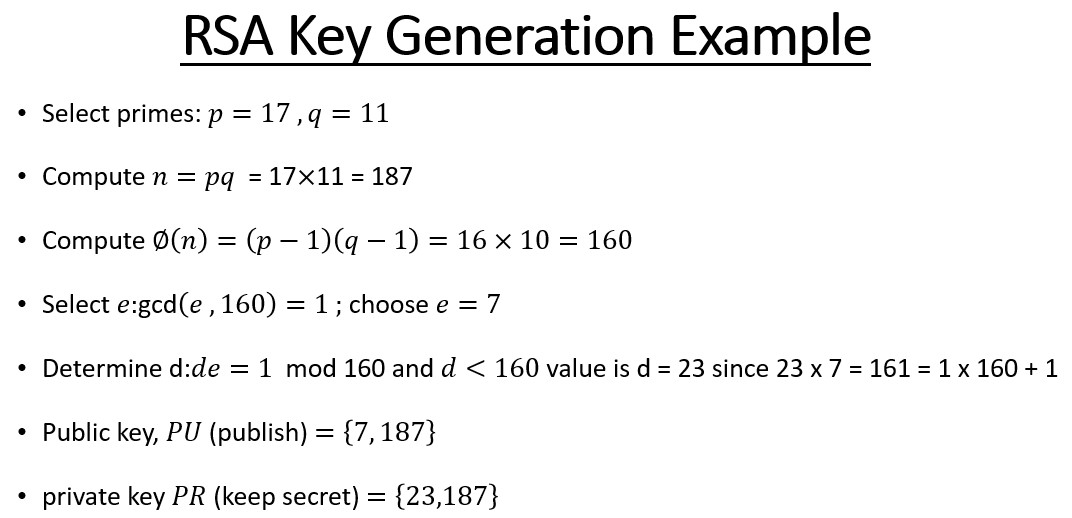 RSA Key Generation Example
• Select primes: p = 17 , q = 11
• Compute n = pq = 17×11 = 187
• Compute ∅(n) = (p − 1)(q − 1) = 16 × 10 = 160
• Select e:gcd(e , 160) = 1 ; choose e = 7
• Determine d:de = 1 mod 160 and d < 160 value is d = 23 since 23 x 7 = 161 = 1 x 160 + 1
• Public key, PU (publish) = {7, 187}
• private key PR (keep secret) = {23,187}